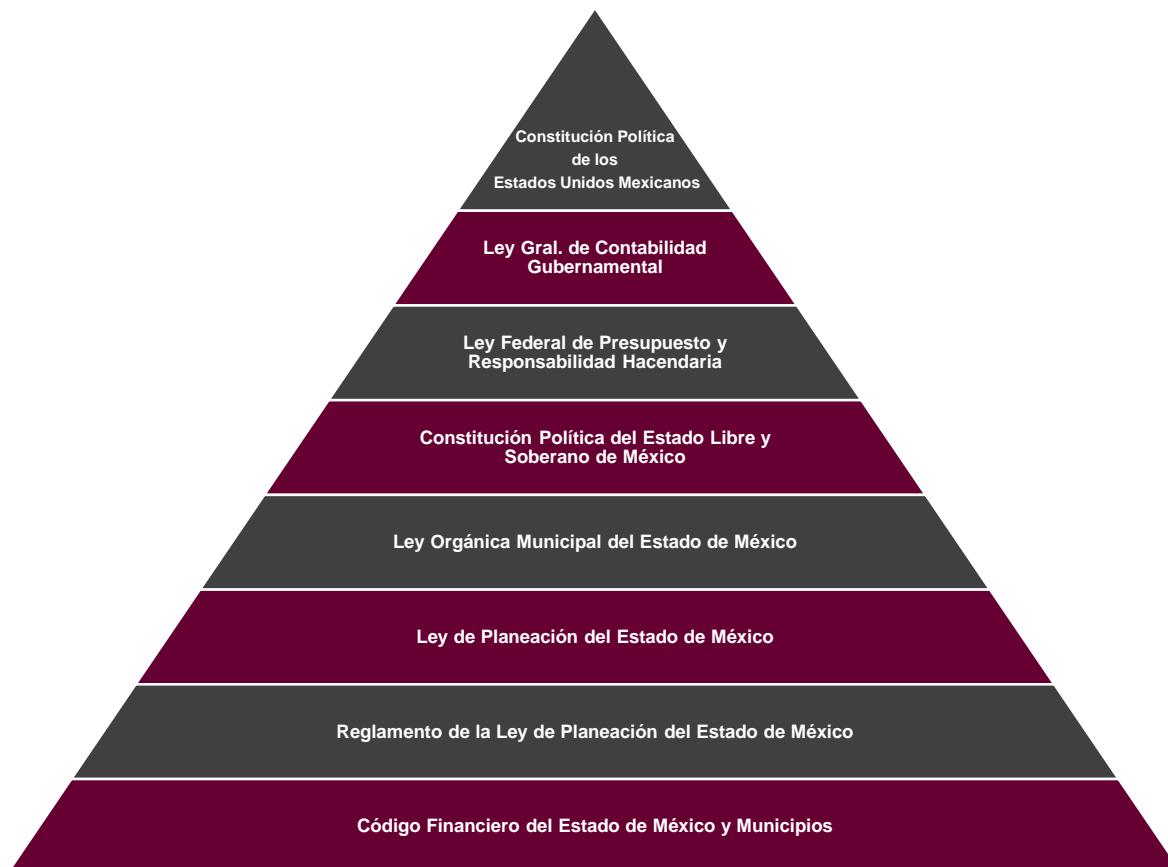 Constitución Política
de los
Estados Unidos Mexicanos
Ley Gral. de Contabilidad
Gubernamental
Ley Federal de Presupuesto y
Responsabilidad Hacendaria
Constitución Política del Estado Libre y
Soberano de México
Ley Orgánica Municipal del Estado de México
Ley de Planeación del Estado de México
Reglamento de la Ley de Planeación del Estado de México
Código Financiero del Estado de México y Municipios